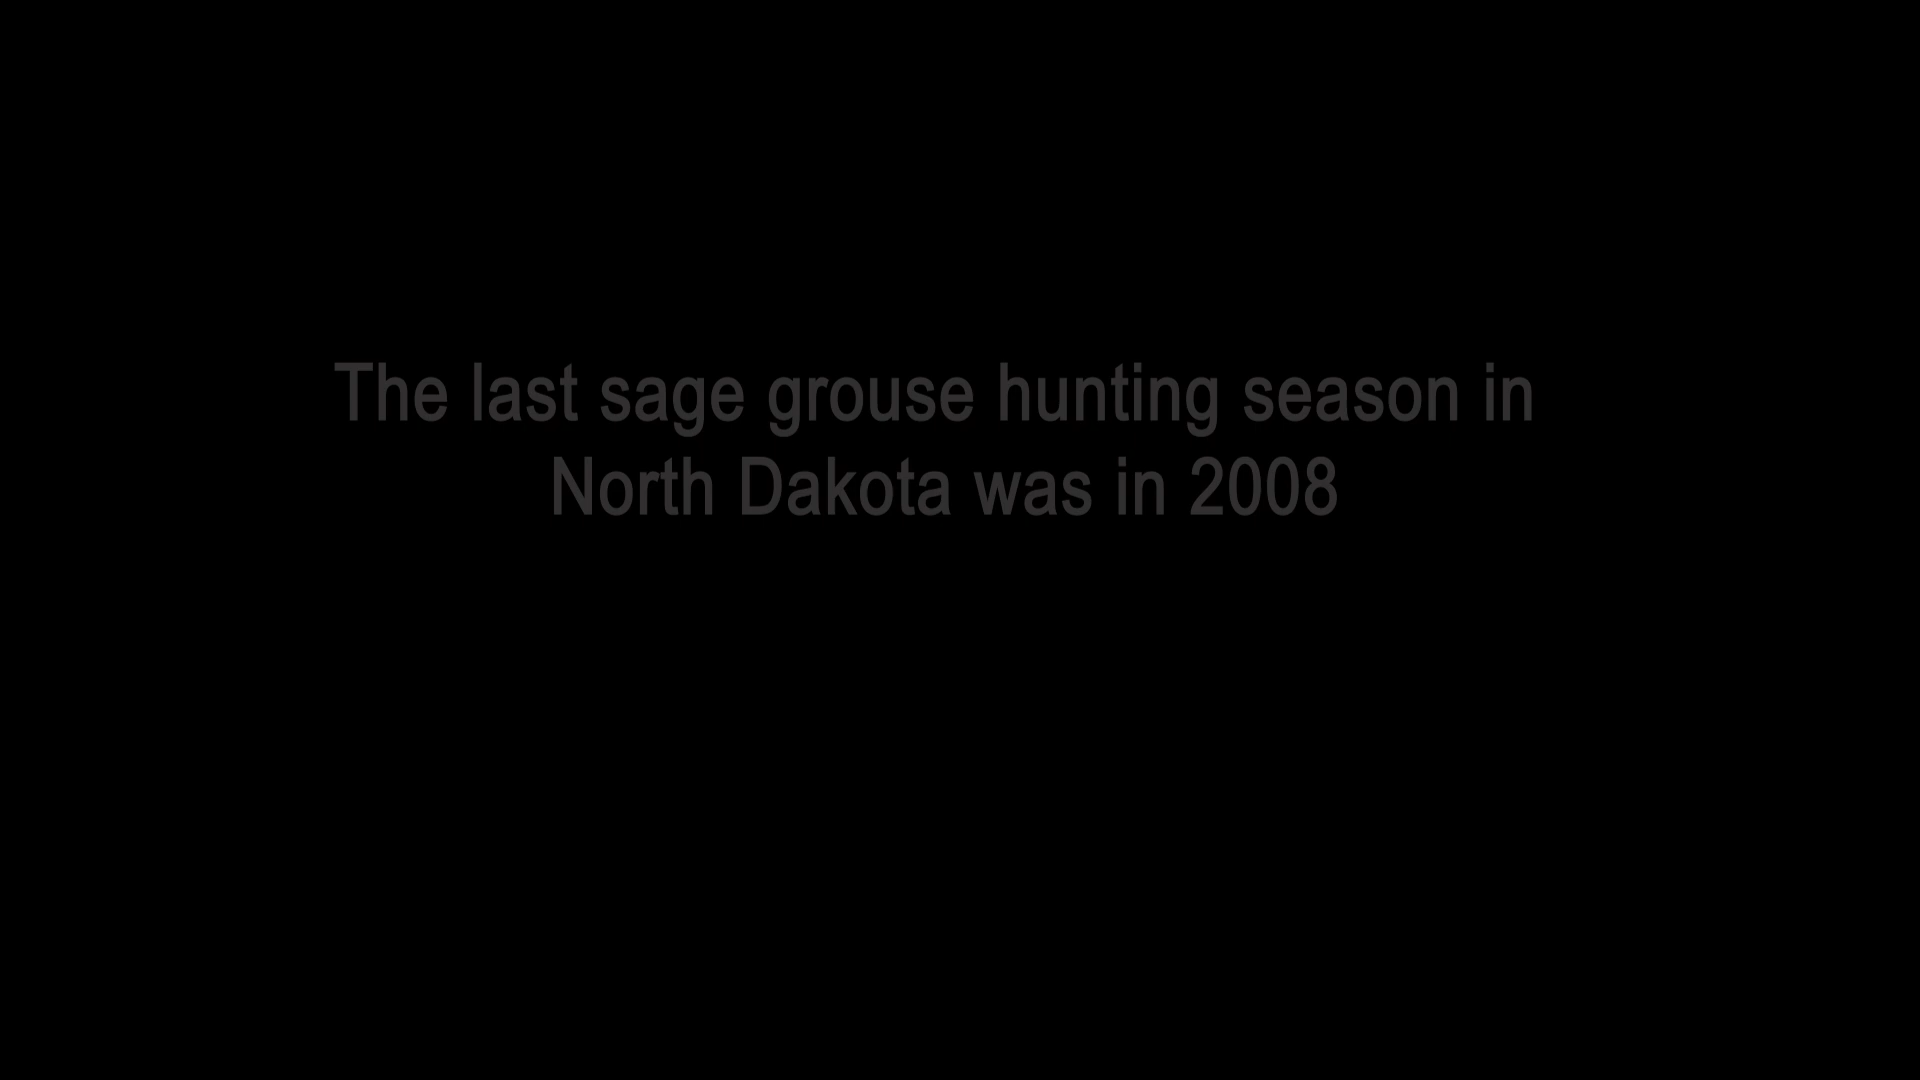 The last sage grouse hunting season in
North Dakota was in 2008